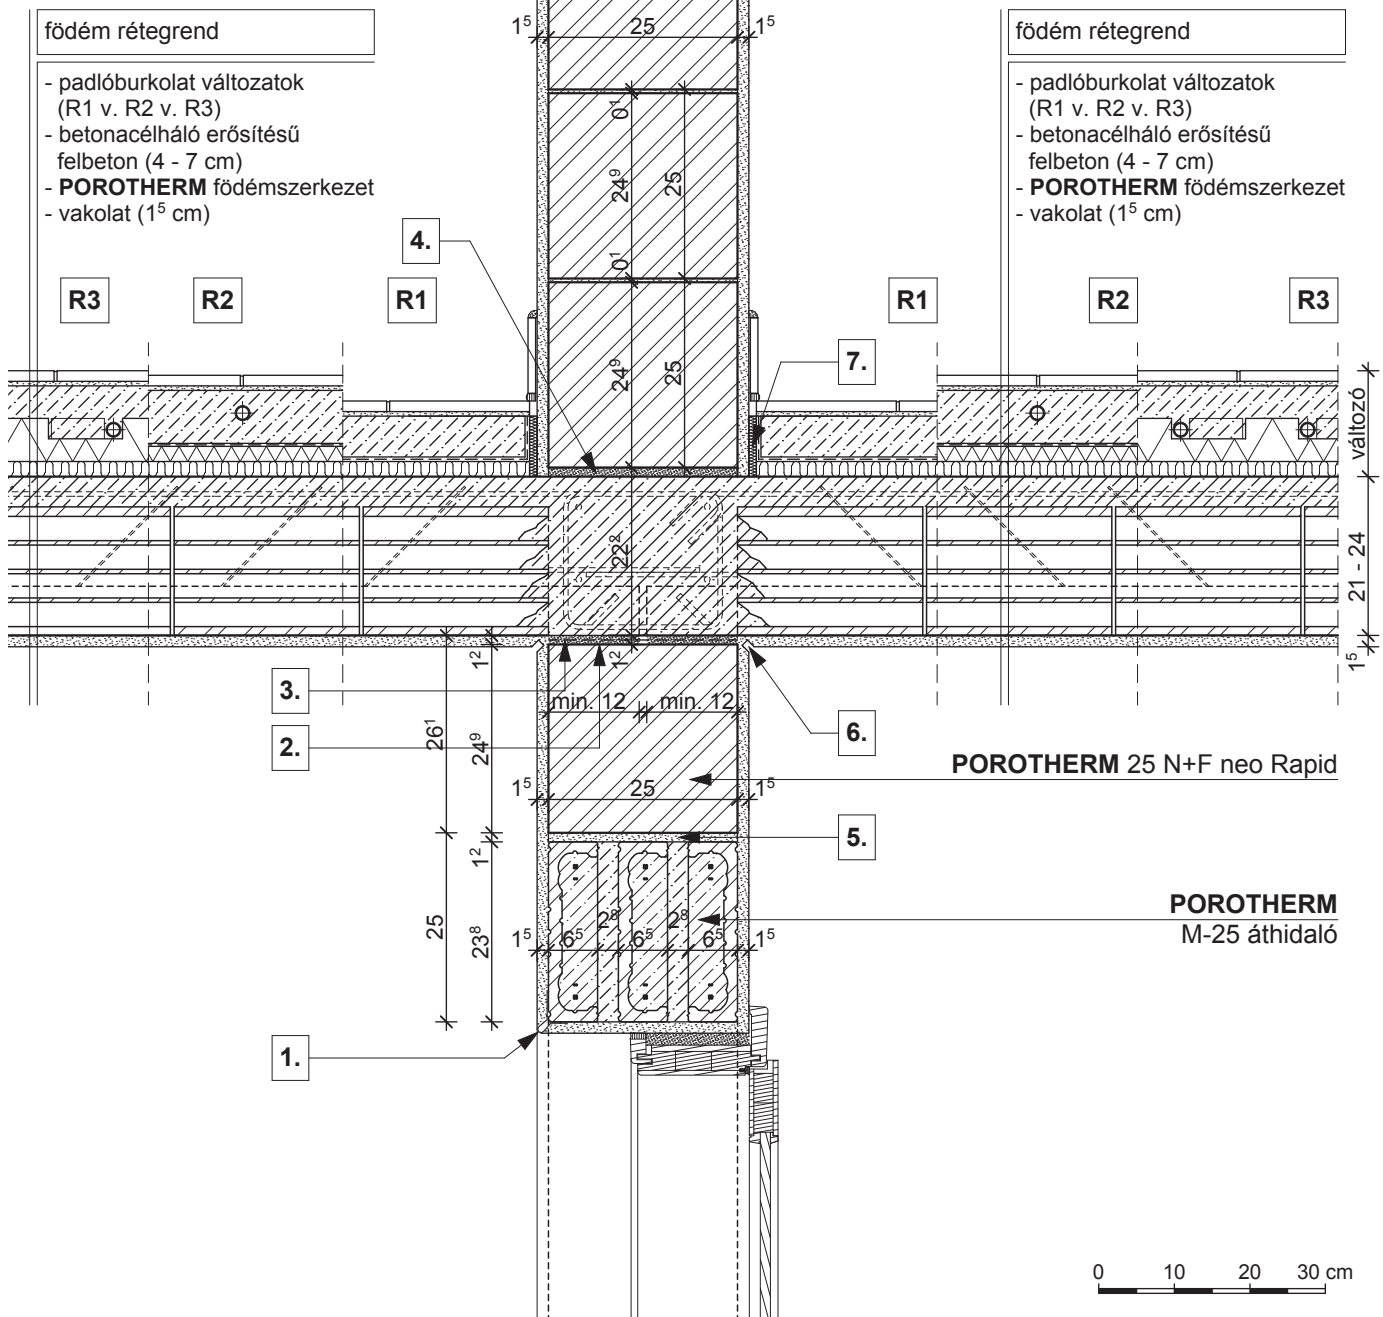 födém rétegrend
- padlóburkolat változatok
(R1 v. R2 v. R3)
- betonacélháló erősítésű
felbeton (4 - 7 cm)
- POROTHERM födémszerkezet
- vakolat (1⁵ cm)
1⁵ 25 1⁵
födém rétegrend
- padlóburkolat változatok
(R1 v. R2 v. R3)
- betonacélháló erősítésű
felbeton (4 - 7 cm)
- POROTHERM födémszerkezet
- vakolat (1⁵ cm)
0¹
24⁹
25
0¹
4.
R3
R2
R1
R1
R2
R3
24⁹
25
7.
változó
22²
21 - 24
1⁵
1²
1²
3.
min. 12
min. 12
2.
6.
26¹
24⁹
POROTHERM 25 N+F neo Rapid
1⁵ 25 1⁵
5.
1²
25
23⁸
POROTHERM
M-25 áthidaló
2⁸ 2⁸
1⁵ 6⁵ 6⁵ 6⁵ 1⁵
1.
0 10 20 30 cm